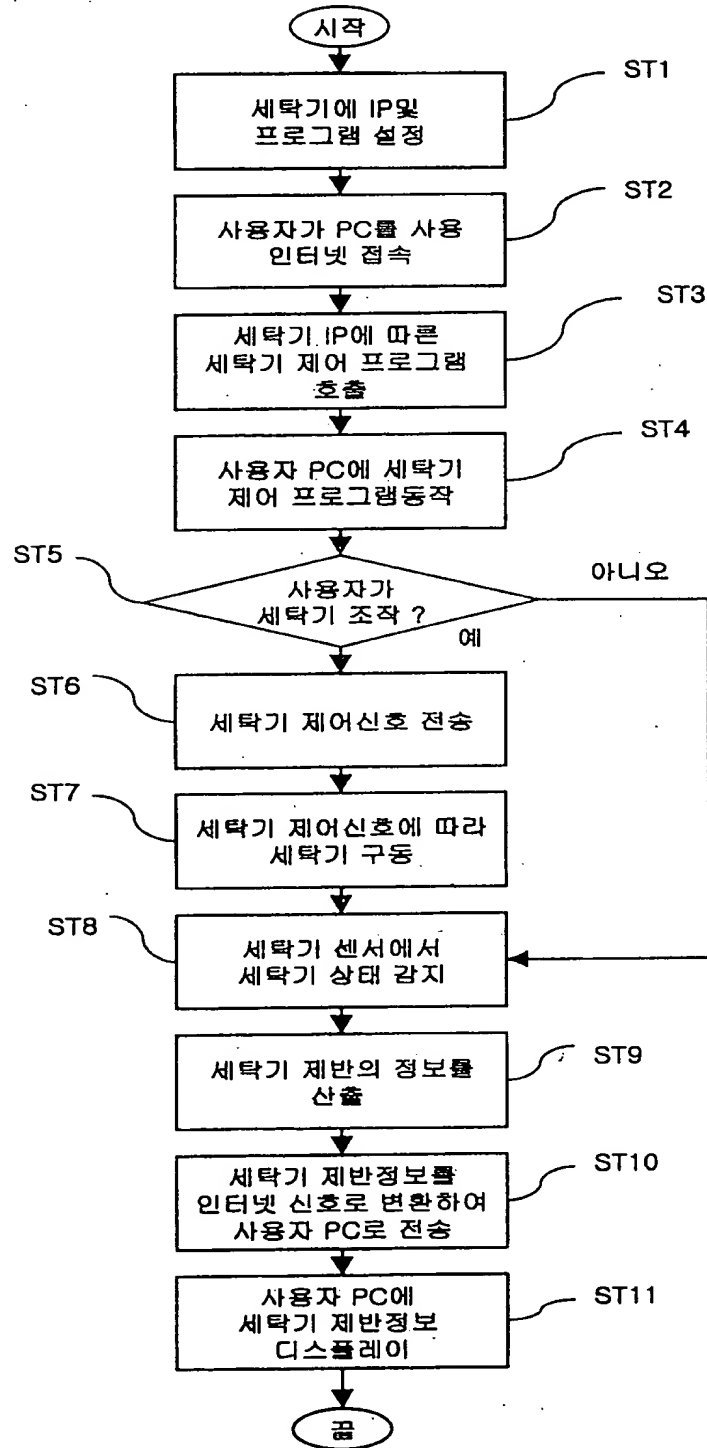 시작
ST1
세탁기에 IP및
프로그램 설정
ST2
사용자가 PC를 사용
인터넷 접속
ST3
세탁기 IP에 따른
세탁기 제어 프로그램
호출
ST4
사용자 PC에 세탁기
제어 프로그램동작
ST5
사용자가
세탁기 조작 ?
아니오
예
ST6
세탁기 제어신호 전송
ST7
세탁기 제어신호에 따라
세탁기 구동
ST8
세탁기 센서에서
세탁기 상태 감지
ST9
세탁기 제반의 정보를
산출
ST10
세탁기 제반정보를
인터넷 신호로 변환하여
사용자 PC로 전송
ST11
사용자 PC에
세탁기 제반정보
디스플레이
끝